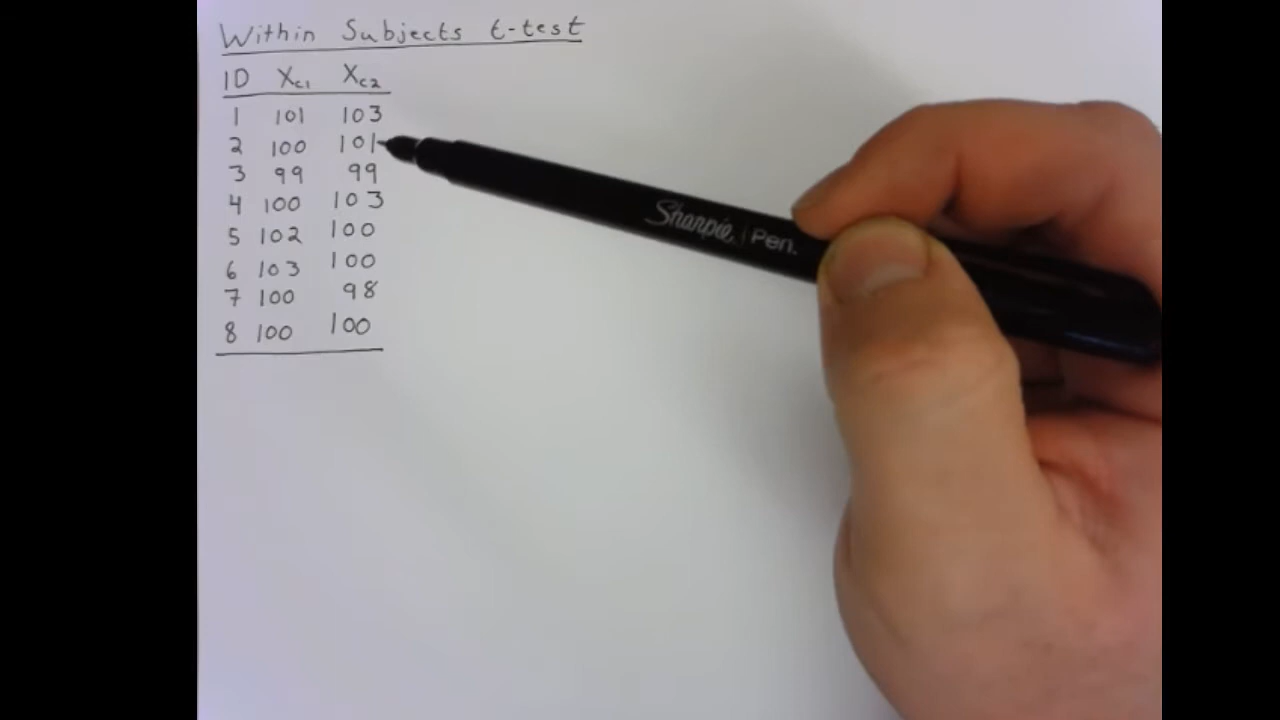 Within Subjects t-test
ID Xc1 Xc2
1 101 103
2 100 101
3 99 99
4 100 103
5 102 100
6 103 100
7 100 98
8 100 100
Sharpie. Pen.